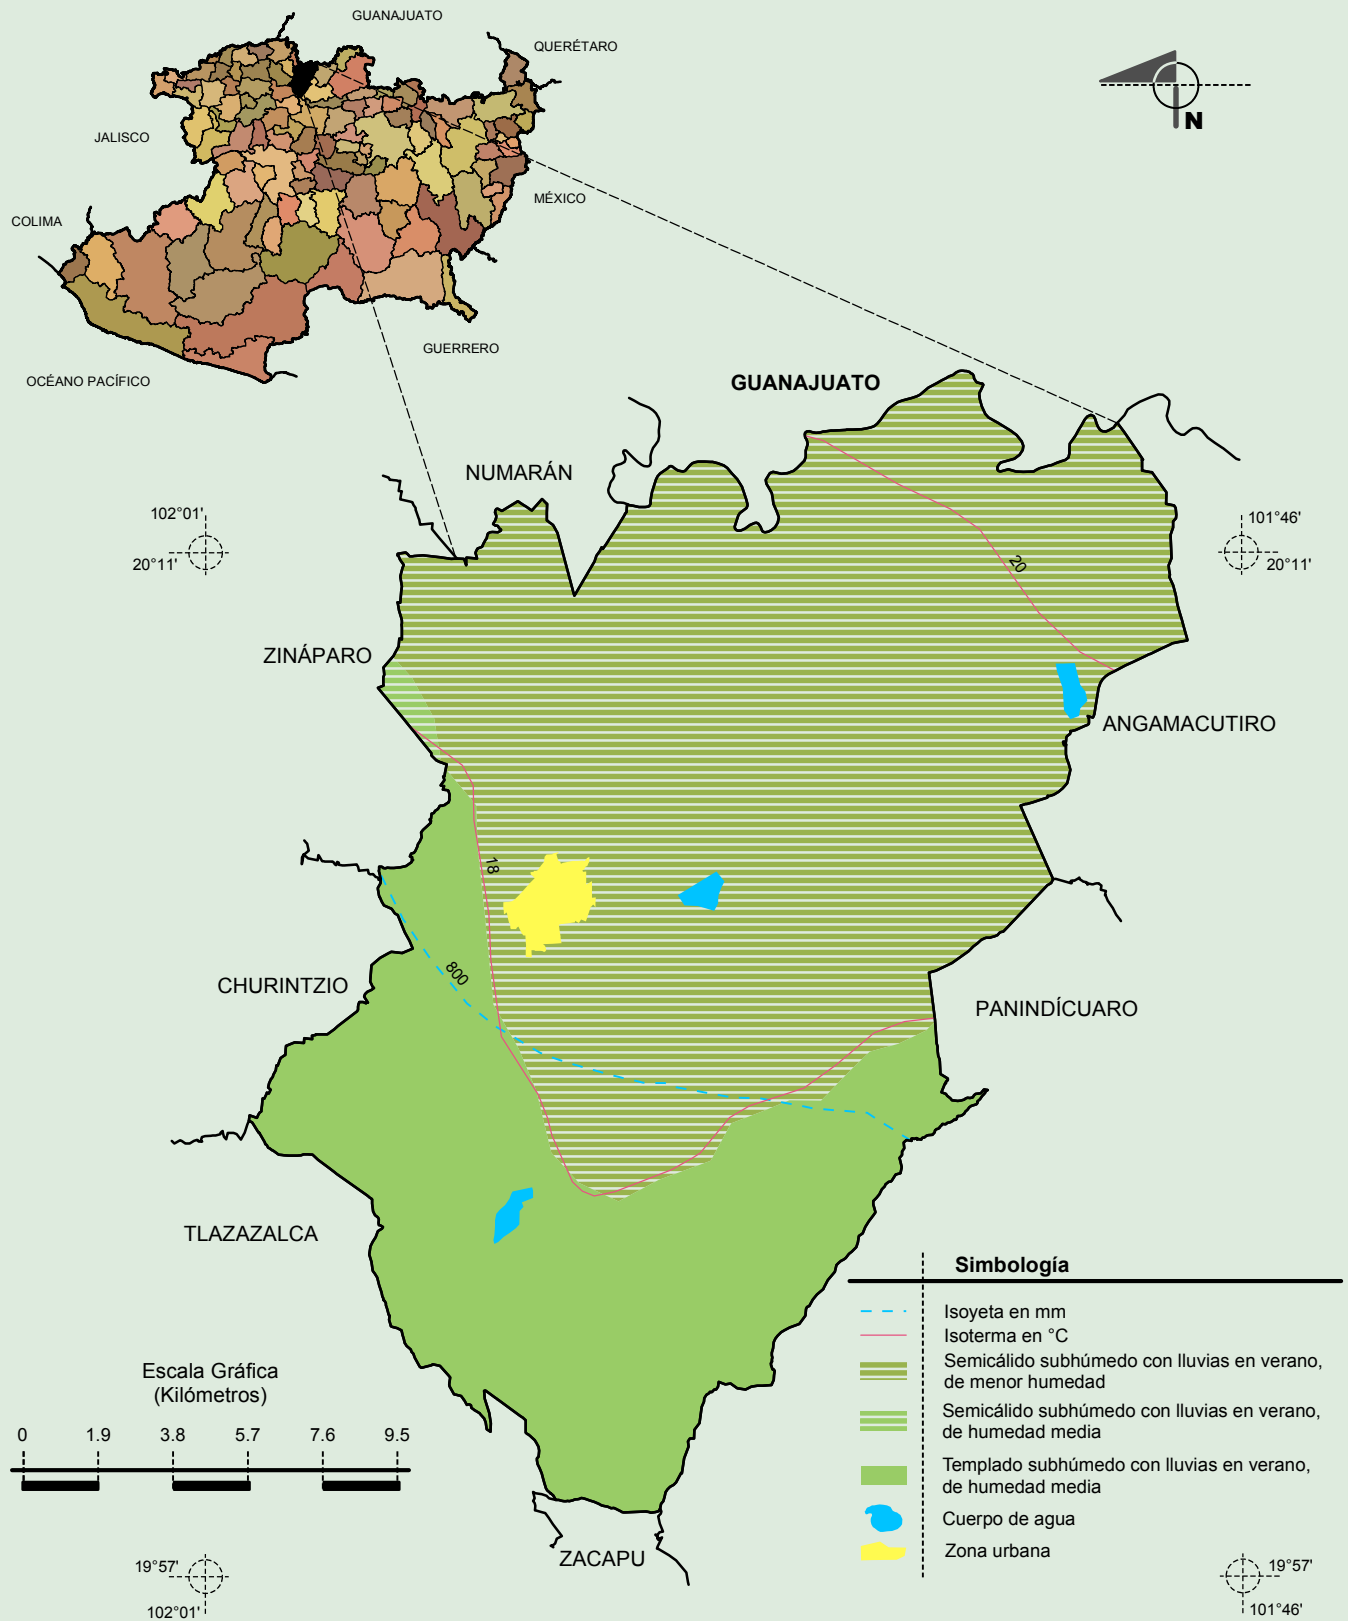 GUANAJUATO
QUERÉTARO
JALISCO
MÉXICO
COLIMA
GUERRERO
OCÉANO PACÍFICO
N
GUANAJUATO
NUMARÁN
102°01'
20°11'
101°46'
20°11'
20
ZINÁPARO
ANGAMACUTIRO
18
800
CHURINTZIO
PANINDÍCUARO
TLAZAZALCA
ZACAPU
Escala Gráfica
(Kilómetros)
0 1.9 3.8 5.7 7.6 9.5
Simbología
Isoyeta en mm
Isoterma en °C
Semicálido subhúmedo con lluvias en verano,
de menor humedad
Semicálido subhúmedo con lluvias en verano,
de humedad media
Templado subhúmedo con lluvias en verano,
de humedad media
Cuerpo de agua
Zona urbana
19°57'
102°01'
19°57'
101°46'